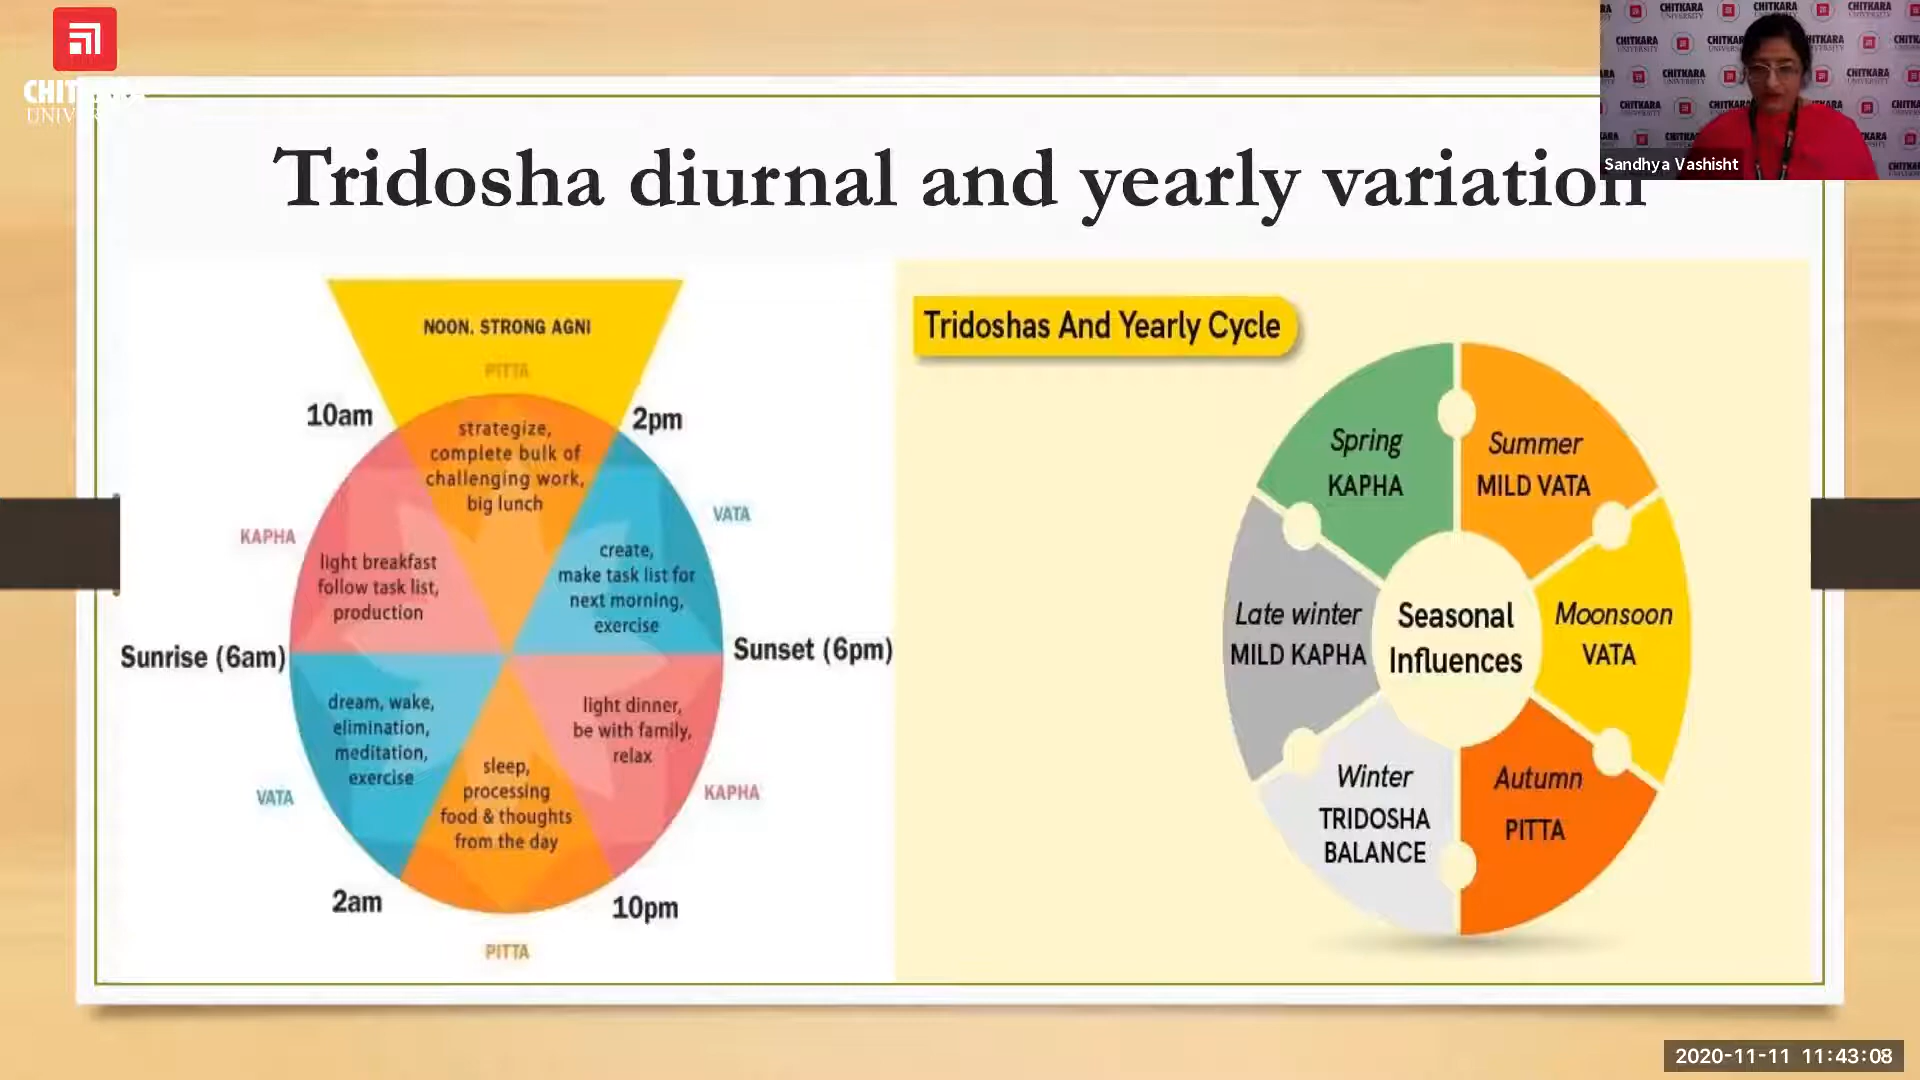 CHITKARA
UNIVERSITY
Sandhya Vashisht
Tridosha diurnal and yearly variation
NOON. STRONG AGNI
PITTA
10am
2pm
strategize,
complete bulk of
challenging work,
big lunch
KAPHA
VATA
light breakfast
follow task list,
production
create,
make task list for
next morning,
exercise
Sunrise (6am)
Sunset (6pm)
dream, wake,
elimination,
meditation,
exercise
light dinner,
be with family,
relax
sleep,
processing
food & thoughts
from the day
VATA
KAPHA
2am
10pm
PITTA
Tridoshas And Yearly Cycle
Spring
KAPHA
Summer
MILD VATA
Late winter
MILD KAPHA
Seasonal
Influences
Moonsoon
VATA
Winter
TRIDOSHA
BALANCE
Autumn
PITTA
2020-11-11 11:43:08